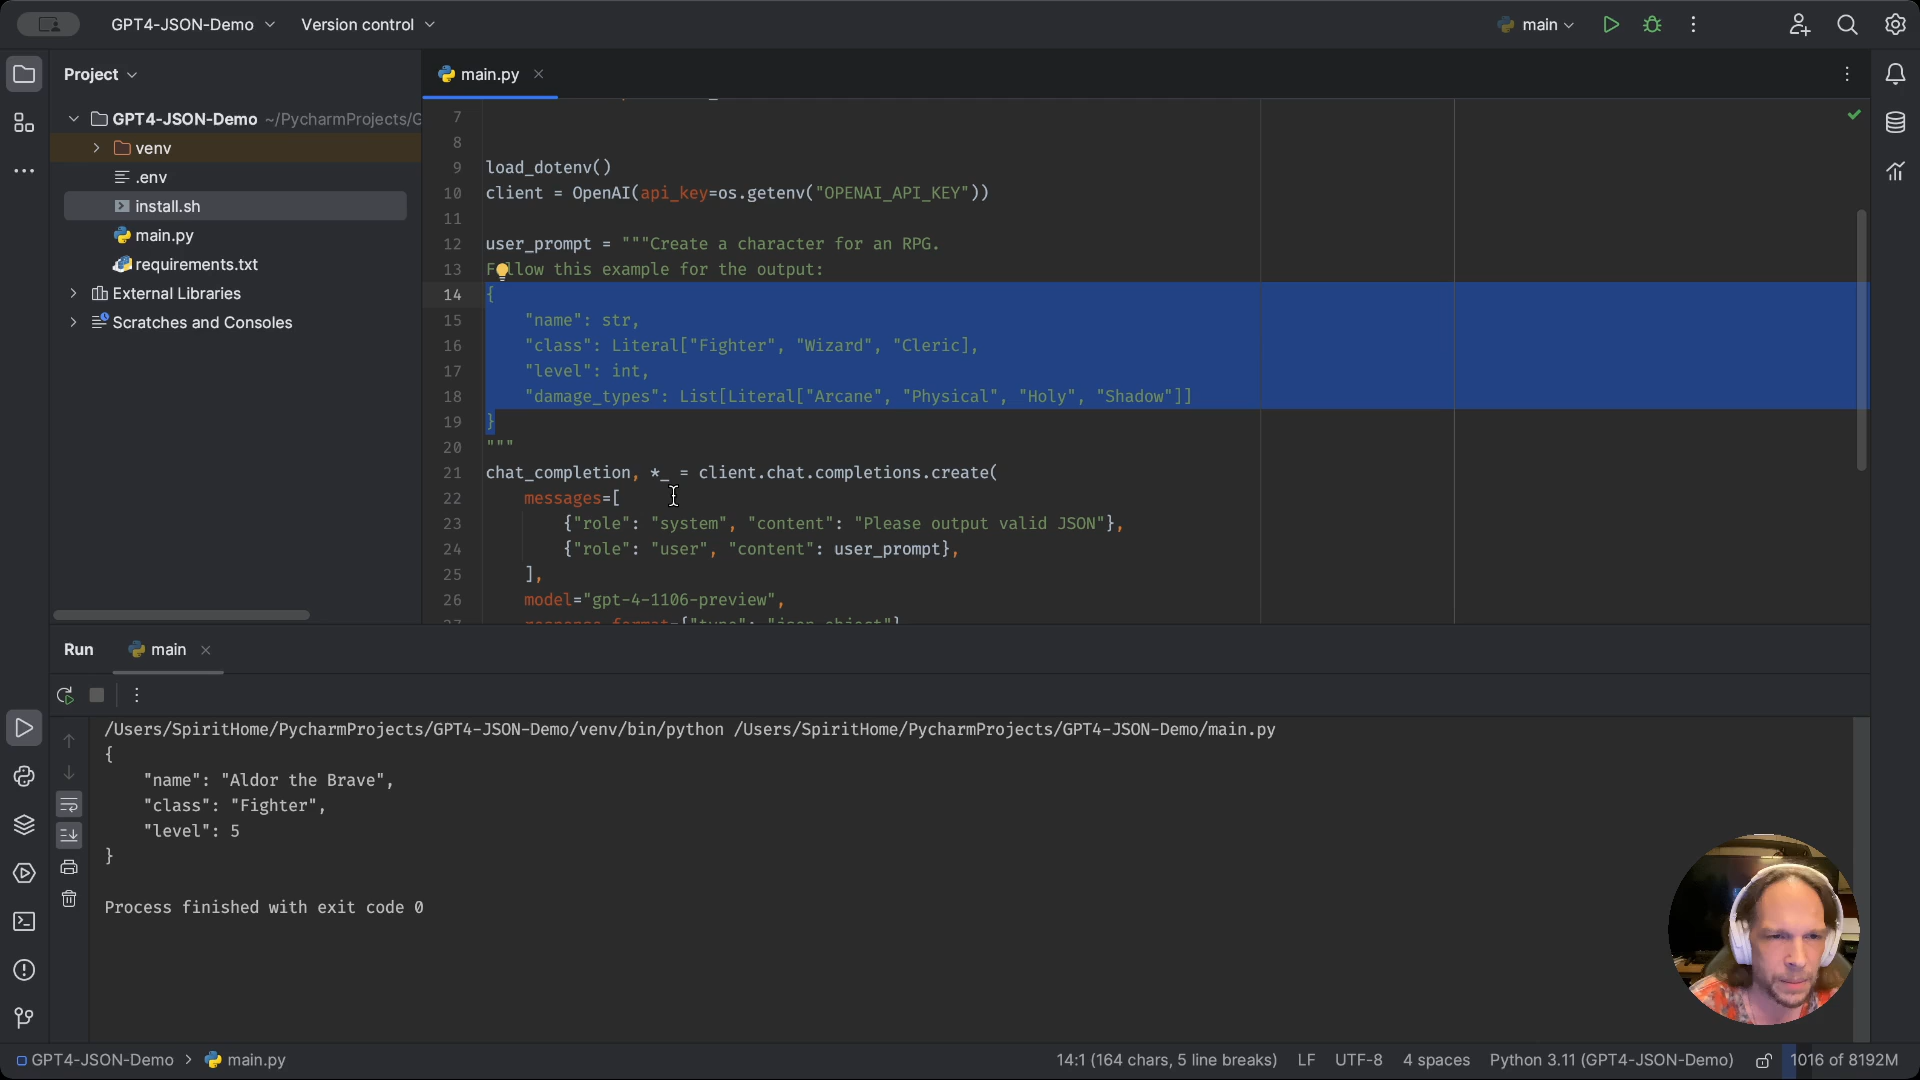 GPT4-JSON-Demo
Version control
main
Project
main.py
GPT4-JSON-Demo ~/PycharmProjects/G
venv
.env
install.sh
main.py
requirements.txt
External Libraries
Scratches and Consoles
7
8
9 load_dotenv()
10 client = OpenAI(api_key=os.getenv("OPENAI_API_KEY"))
11
12 user_prompt = """Create a character for an RPG.
13 F llow this example for the output:
14 {
15 "name": str,
16 "class": Literal["Fighter", "Wizard", "Cleric],
17 "level": int,
18 "damage_types": List[Literal["Arcane", "Physical", "Holy", "Shadow"]]
19 }
20 """
21 chat_completion, *_ = client.chat.completions.create(
22 messages=[
23 {"role": "system", "content": "Please output valid JSON"},
24 {"role": "user", "content": user_prompt},
25 ],
26 model="gpt-4-1106-preview",
Run
main
/Users/SpiritHome/PycharmProjects/GPT4-JSON-Demo/venv/bin/python /Users/SpiritHome/PycharmProjects/GPT4-JSON-Demo/main.py
{
"name": "Aldor the Brave",
"class": "Fighter",
"level": 5
}
Process finished with exit code 0
GPT4-JSON-Demo > main.py
14:1 (164 chars, 5 line breaks) LF UTF-8 4 spaces Python 3.11 (GPT4-JSON-Demo) 1016 of 8192M